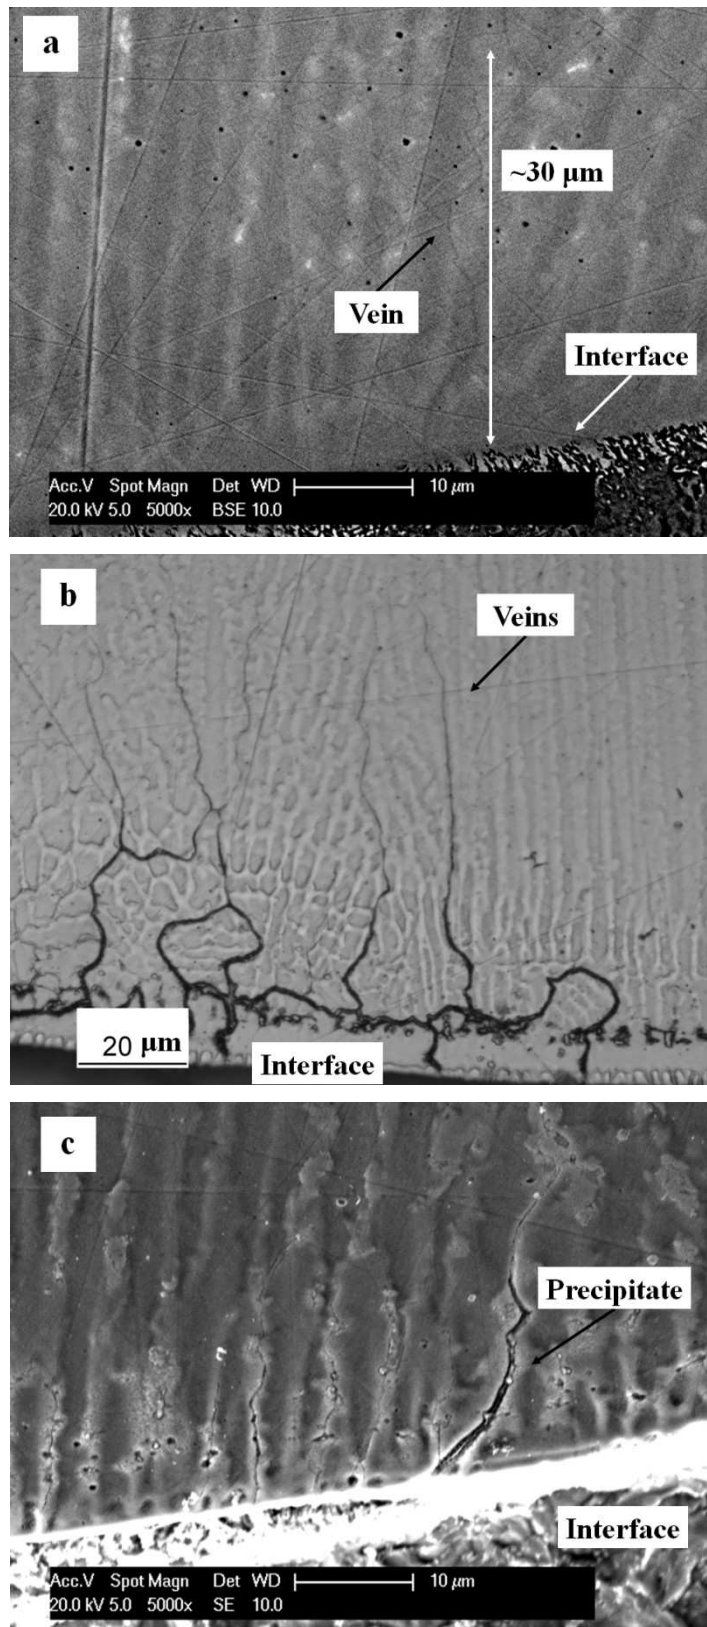 a
~30 μm
Vein
Interface
Acc.V Spot Magn Det WD 10 μm
20.0 kV 5.0 5000x BSE 10.0
b
Veins
20 μm
Interface
c
Precipitate
Interface
Acc.V Spot Magn Det WD 10 μm
20.0 kV 5.0 5000x SE 10.0